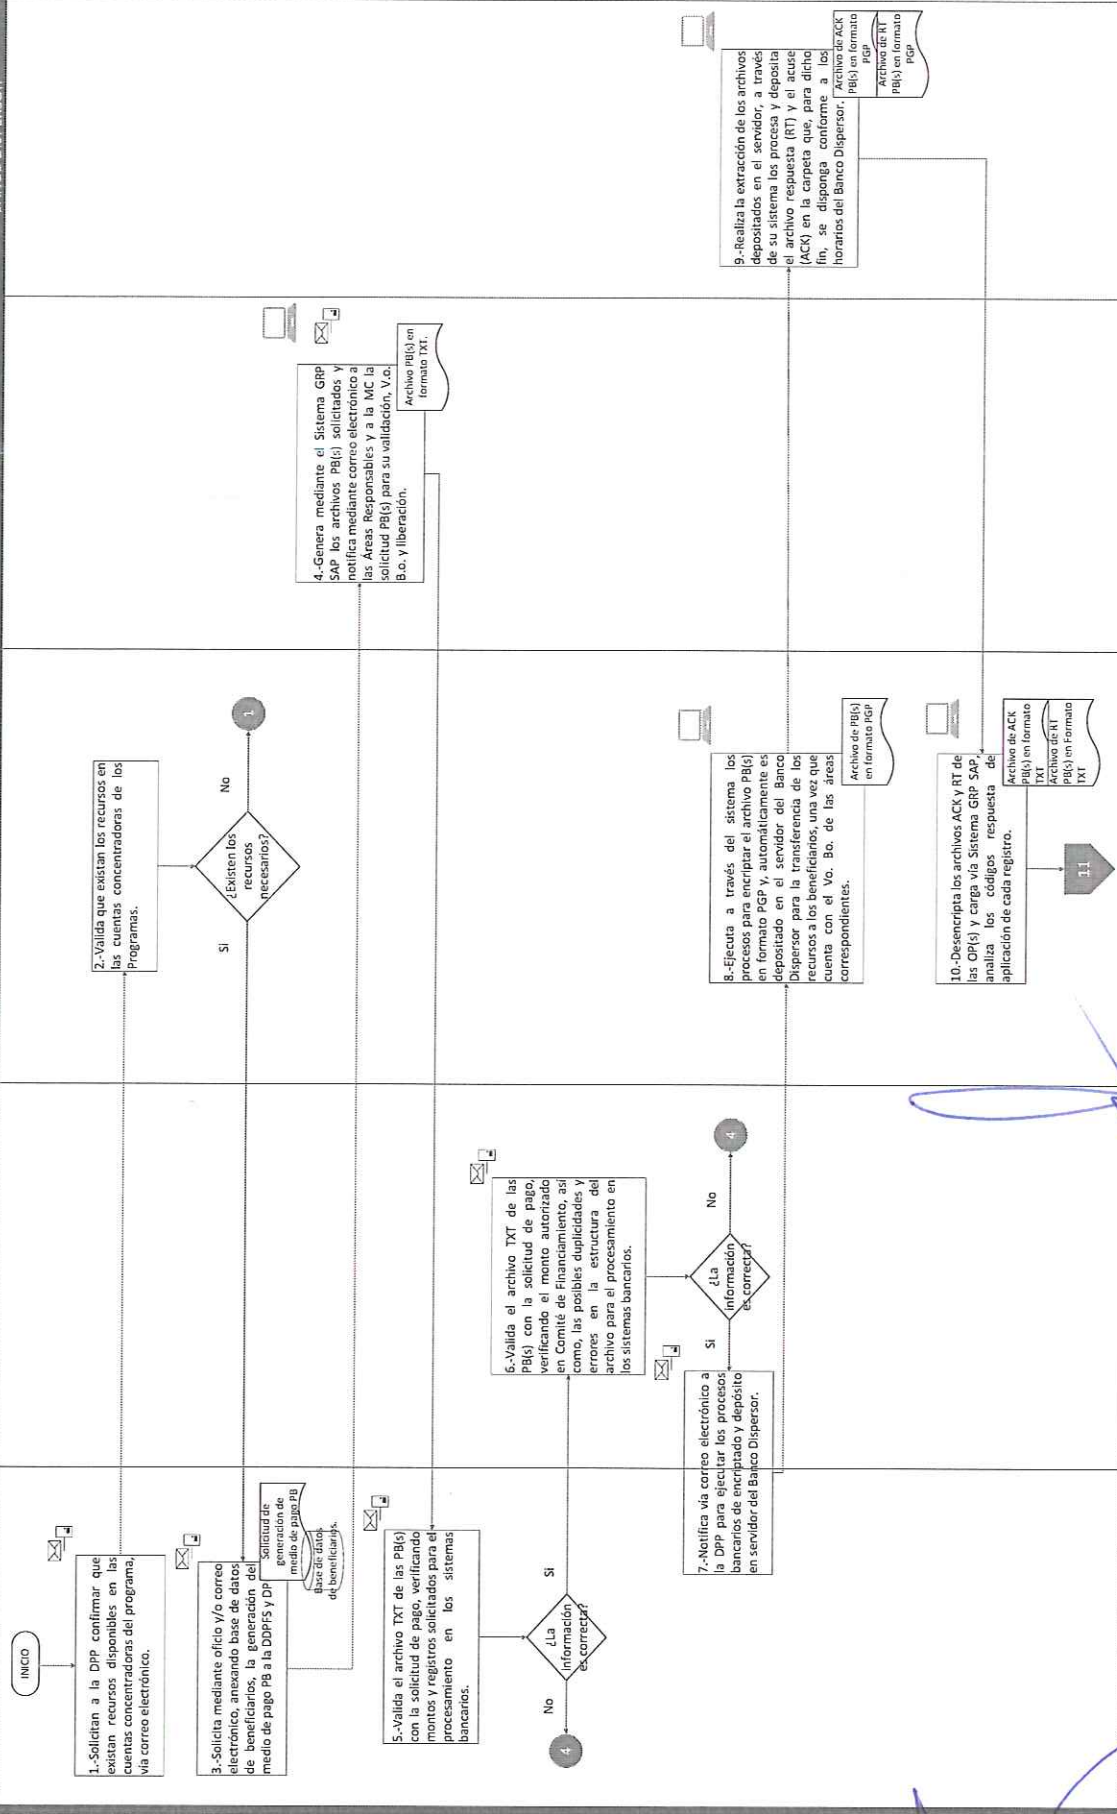 INICIO
1.-Solicitan a la DPP confirmar que
existan recursos disponibles en las
cuentas concentradoras del programa,
vía correo electrónico.
2.-Valida que existan los recursos en
las cuentas concentradoras de los
Programas.
¿Existen los
recursos
necesarios?
No
1
Si
3.-Solicita mediante oficio y/o correo
electrónico, anexando base de datos
de beneficiarios, la generación del
medio de pago PB a la DDPFS y DP
Solicitud de
generación de
medio de pago PB
Base de datos
de beneficiarios.
4.-Genera mediante el Sistema GRP
SAP los archivos PB(s) solicitados y
notifica mediante correo electrónico a
las Áreas Responsables y a la MC la
solicitud PB(s) para su validación, V.o.
B.o. y liberación.
Archivo PB(s) en
formato TXT.
5.-Valida el archivo TXT de las PB(s)
con la solicitud de pago, verificando
montos y registros solicitados para el
procesamiento en los sistemas
bancarios.
¿La
información
es correcta?
No
4
Si
6.-Valida el archivo TXT de las
PB(s) con la solicitud de pago,
verificando el monto autorizado
en Comité de Financiamiento, así
como, las posibles duplicidades y
errores en la estructura del
archivo para el procesamiento en
los sistemas bancarios.
¿La
información
es correcta?
No
4
Si
7.-Notifica vía correo electrónico a
la DPP para ejecutar los procesos
bancarios de encriptado y depósito
en servidor del Banco Dispersor.
8.-Ejecuta a través del sistema los
procesos para encriptar el archivo PB(s)
en formato PGP y, automáticamente es
depositado en el servidor del Banco
Dispersor para la transferencia de los
recursos a los beneficiarios, una vez que
cuenta con el Vo. Bo. de las áreas
correspondientes.
Archivo de PB(s)
en formato PGP
9.-Realiza la extracción de los archivos
depositados en el servidor, a través
de su sistema los procesa y deposita
el archivo respuesta (RT) y el acuse
(ACK) en la carpeta que, para dicho
fin, se disponga conforme a los
horarios del Banco Dispersor.
Archivo de ACK
PB(s) en formato
PGP
Archivo de RT
PB(s) en formato
PGP
10.-Desencripta los archivos ACK y RT de
las OP(s) y carga vía Sistema GRP SAP,
analiza los códigos respuesta de
aplicación de cada registro.
Archivo de ACK
PB(s) en formato
TXT
Archivo de RT
PB(s) en Formato
TXT
11